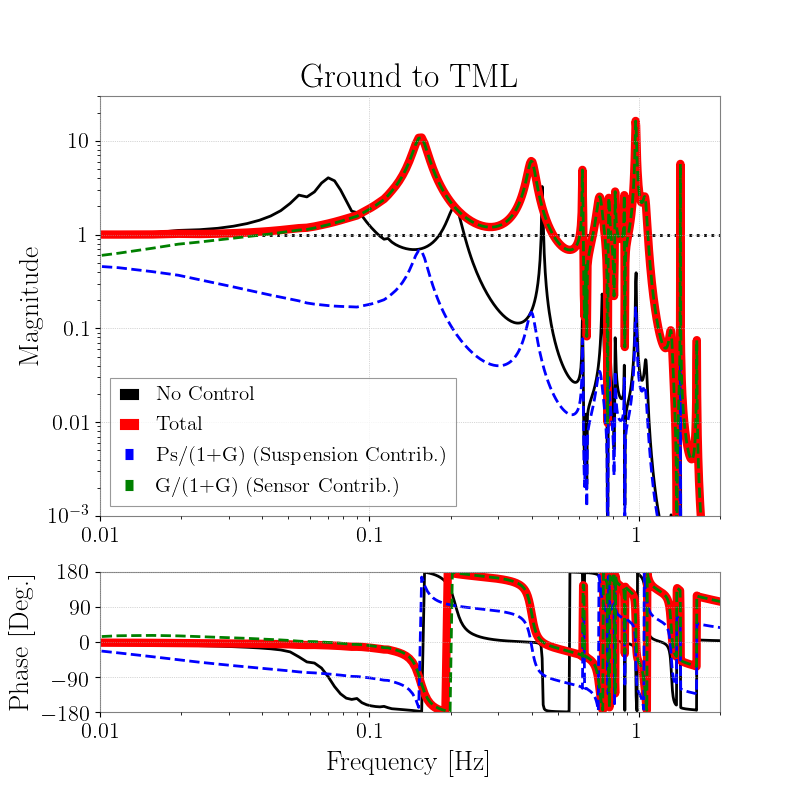 Ground to TML
Magnitude
10
1
0.1
0.01
10⁻³
No Control
Total
Ps/(1+G) (Suspension Contrib.)
G/(1+G) (Sensor Contrib.)
0.01 0.1 1
Phase [Deg.]
180
90
0
−90
−180
0.01 0.1 1
Frequency [Hz]